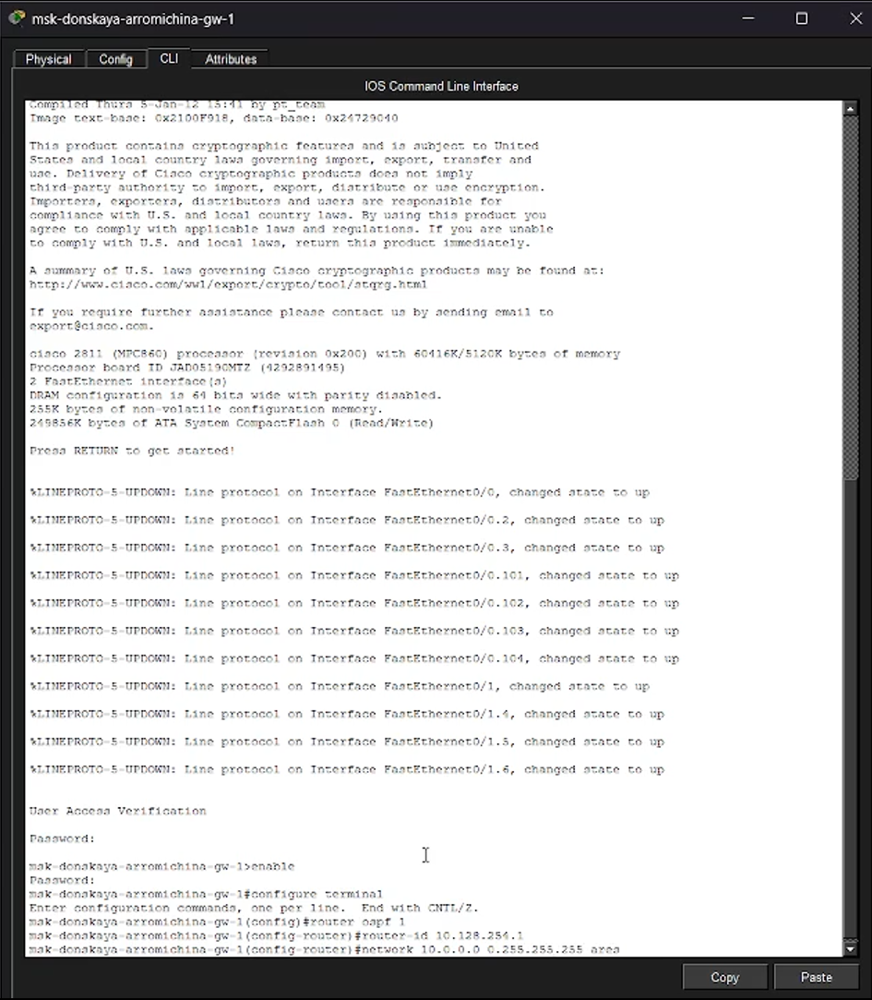 msk-donskaya-arromichina-gw-1
Physical Config CLI Attributes
IOS Command Line Interface
Compiled Thurs 5-Jan-12 15:41 by pt_team
Image text-base: 0x2100F918, data-base: 0x24729040
This product contains cryptographic features and is subject to United
States and local country laws governing import, export, transfer and
use. Delivery of Cisco cryptographic products does not imply
third-party authority to import, export, distribute or use encryption.
Importers, exporters, distributors and users are responsible for
compliance with U.S. and local country laws. By using this product you
agree to comply with applicable laws and regulations. If you are unable
to comply with U.S. and local laws, return this product immediately.
A summary of U.S. laws governing Cisco cryptographic products may be found at:
http://www.cisco.com/wwl/export/crypto/tool/stqrg.html
If you require further assistance please contact us by sending email to
export@cisco.com.
cisco 2811 (MPC860) processor (revision 0x200) with 60416K/5120K bytes of memory
Processor board ID JAD05190MTZ (4292891495)
2 FastEthernet interface(s)
DRAM configuration is 64 bits wide with parity disabled.
255K bytes of non-volatile configuration memory.
249856K bytes of ATA System CompactFlash 0 (Read/Write)
Press RETURN to get started!
%LINEPROTO-5-UPDOWN: Line protocol on Interface FastEthernet0/0, changed state to up
%LINEPROTO-5-UPDOWN: Line protocol on Interface FastEthernet0/0.2, changed state to up
%LINEPROTO-5-UPDOWN: Line protocol on Interface FastEthernet0/0.3, changed state to up
%LINEPROTO-5-UPDOWN: Line protocol on Interface FastEthernet0/0.101, changed state to up
%LINEPROTO-5-UPDOWN: Line protocol on Interface FastEthernet0/0.102, changed state to up
%LINEPROTO-5-UPDOWN: Line protocol on Interface FastEthernet0/0.103, changed state to up
%LINEPROTO-5-UPDOWN: Line protocol on Interface FastEthernet0/0.104, changed state to up
%LINEPROTO-5-UPDOWN: Line protocol on Interface FastEthernet0/1, changed state to up
%LINEPROTO-5-UPDOWN: Line protocol on Interface FastEthernet0/1.4, changed state to up
%LINEPROTO-5-UPDOWN: Line protocol on Interface FastEthernet0/1.5, changed state to up
%LINEPROTO-5-UPDOWN: Line protocol on Interface FastEthernet0/1.6, changed state to up
User Access Verification
Password:
msk-donskaya-arromichina-gw-1>enable
Password:
msk-donskaya-arromichina-gw-1#configure terminal
Enter configuration commands, one per line. End with CNTL/Z.
msk-donskaya-arromichina-gw-1(config)#router ospf 1
msk-donskaya-arromichina-gw-1(config-router)#router-id 10.128.254.1
msk-donskaya-arromichina-gw-1(config-router)#network 10.0.0.0 0.255.255.255 ares
Copy Paste